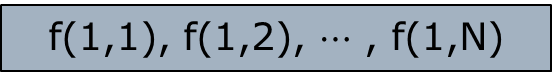 f(1,1), f(1,2), ⋯ , f(1,N)